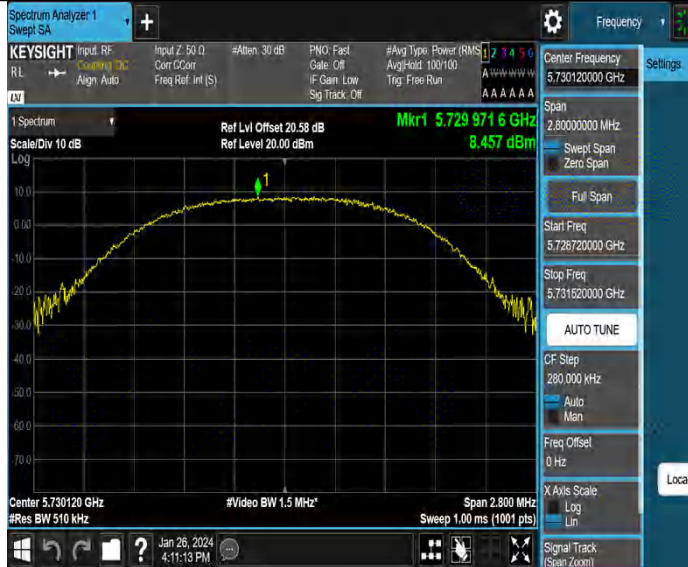 Spectrum Analyzer 1
Swept SA
+
Frequency
KEYSIGHT
RL
LXI
Input: RF
Coupling: DC
Align: Auto
Input Z: 50 Ω
Corr CCorr
Freq Ref: Int (S)
#Atten: 30 dB
PNO: Fast
Gate: Off
IF Gain: Low
Sig Track: Off
#Avg Type: Power (RMS
Avg|Hold: 100/100
Trig: Free Run
1 2 3 4 5 6
A W W W W W
A A A A A A
1 Spectrum
Scale/Div 10 dB
Ref Lvl Offset 20.58 dB
Ref Level 20.00 dBm
Mkr1 5.729 971 6 GHz
8.457 dBm
Log
1
10.0
0.00
-10.0
-20.0
-30.0
-40.0
-50.0
-60.0
-70.0
Center 5.730120 GHz
#Res BW 510 kHz
#Video BW 1.5 MHz*
Span 2.800 MHz
Sweep 1.00 ms (1001 pts)
Center Frequency
5.730120000 GHz
Span
2.80000000 MHz
Swept Span
Zero Span
Full Span
Start Freq
5.728720000 GHz
Stop Freq
5.731520000 GHz
AUTO TUNE
CF Step
280.000 kHz
Auto
Man
Freq Offset
0 Hz
X Axis Scale
Log
Lin
Signal Track
(Span Zoom)
Settings
Loca
?
Jan 26, 2024
4:11:13 PM